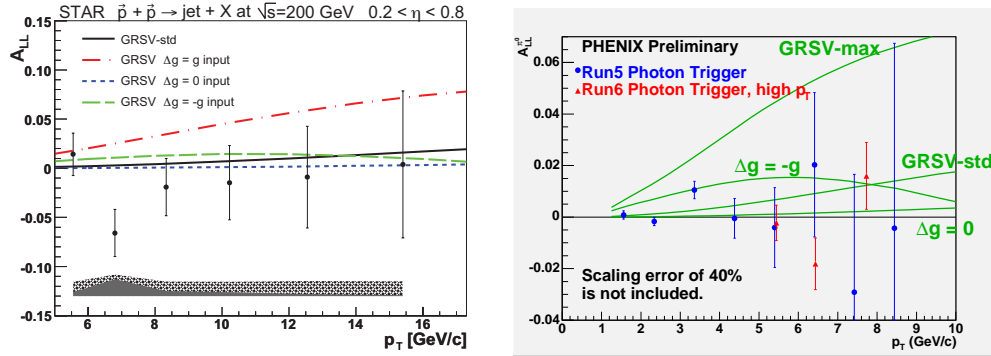 STAR p⃗ + p⃗ → jet + X at √s=200 GeV 0.2 < η < 0.8
A_LL
0.15
0.10
0.05
0
-0.05
-0.10
-0.15
GRSV-std
GRSV Δg = g input
GRSV Δg = 0 input
GRSV Δg = -g input
6 8 10 12 14 16
p_T [GeV/c]
A_LL^π⁰
0.06
0.04
0.02
0
-0.02
-0.04
PHENIX Preliminary
GRSV-max
Run5 Photon Trigger
Run6 Photon Trigger, high p_T
Δg = -g
GRSV-std
Δg = 0
Scaling error of 40%
is not included.
0 1 2 3 4 5 6 7 8 9 10
p_T (GeV/c)